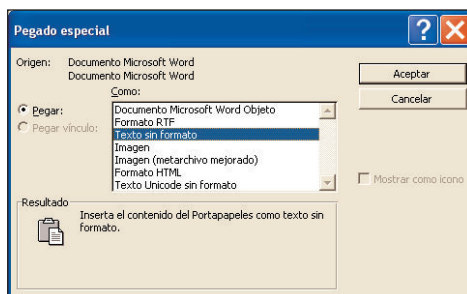 Pegado especial
Origen: Documento Microsoft Word
Documento Microsoft Word
Como:
Pegar:
Pegar vínculo:
Documento Microsoft Word Objeto
Formato RTF
Texto sin formato
Imagen
Imagen (metarchivo mejorado)
Formato HTML
Texto Unicode sin formato
Aceptar
Cancelar
Mostrar como icono
Resultado
Inserta el contenido del Portapapeles como texto sin
formato.